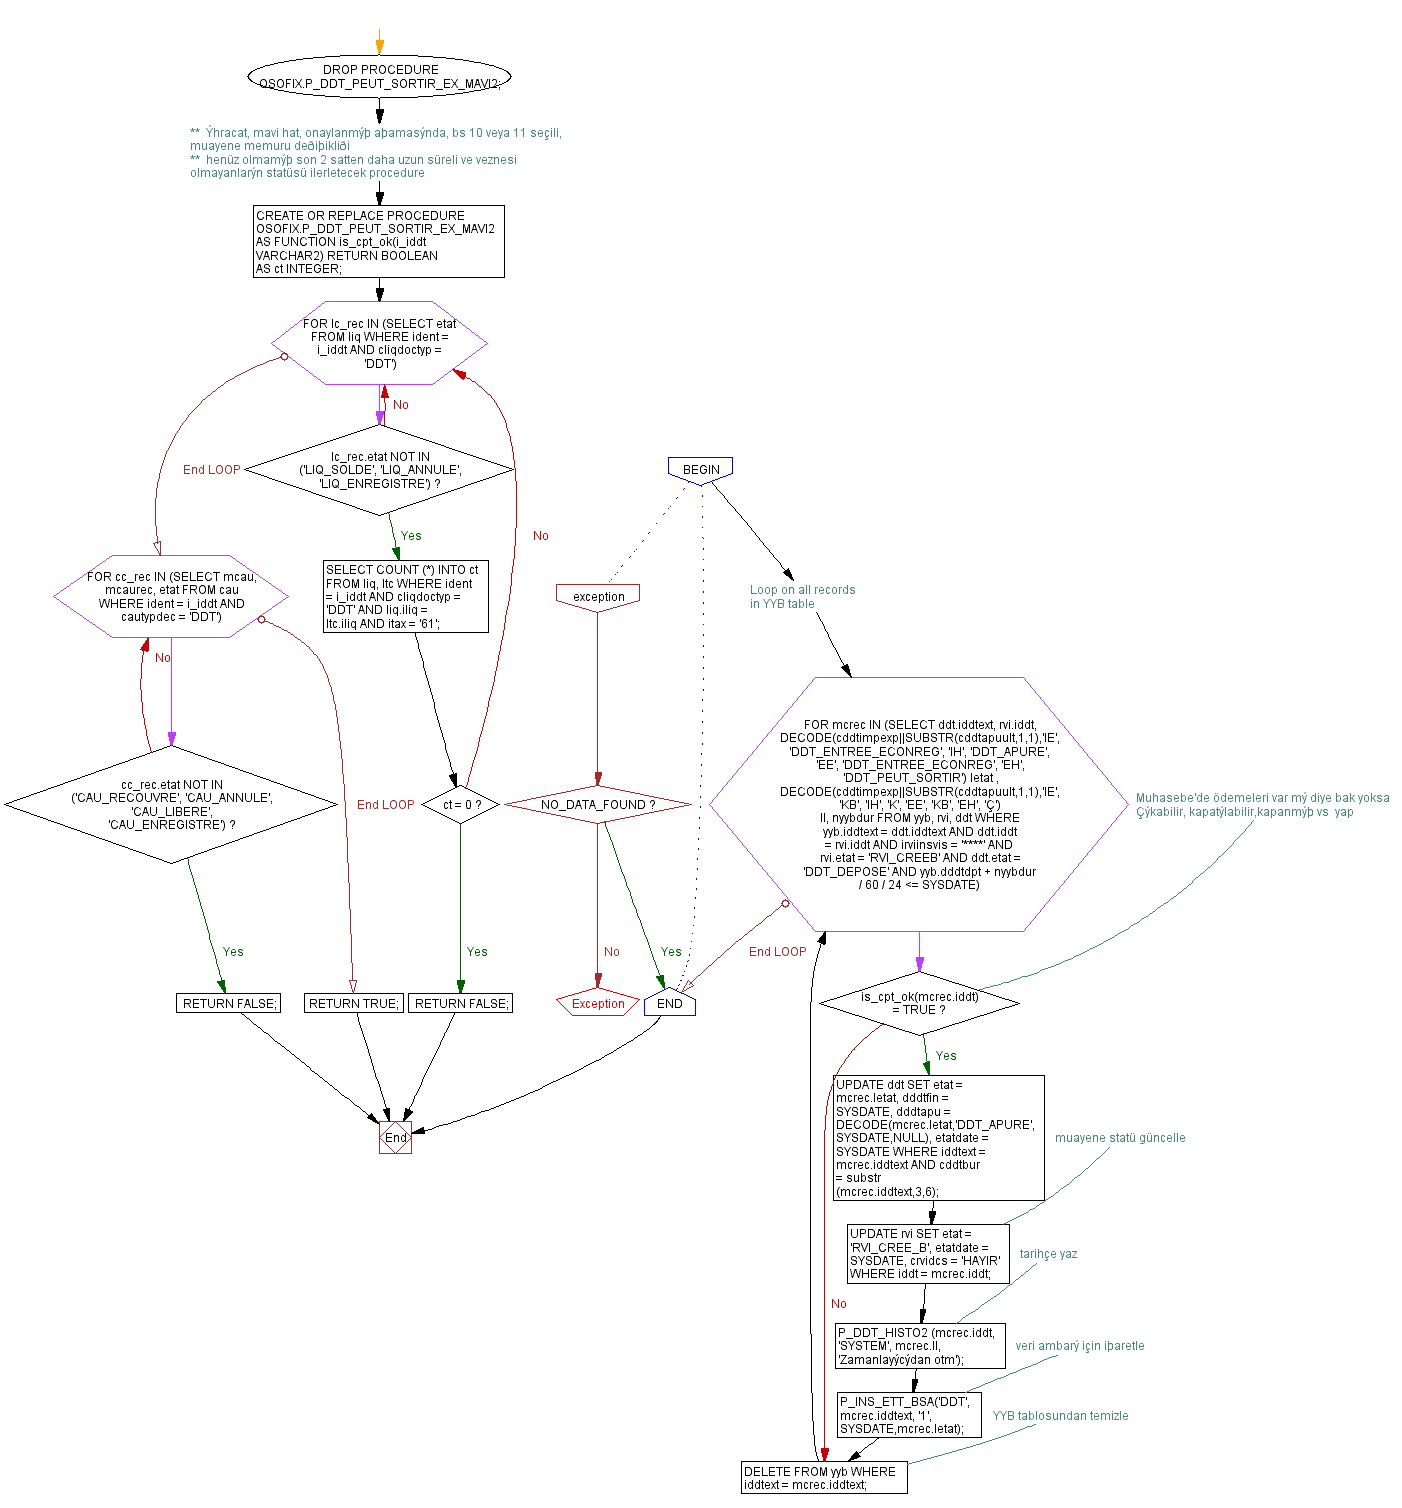 DROP PROCEDURE
OSOFIX.P_DDT_PEUT_SORTIR_EX_MAVI2;
** Ýhracat, mavi hat, onaylanmýþ aþamasýnda, bs 10 veya 11 seçili,
muayene memuru deðiþikliði
** henüz olmamýþ son 2 satten daha uzun süreli ve veznesi
olmayanlarýn statüsü ilerletecek procedure
CREATE OR REPLACE PROCEDURE
OSOFIX.P_DDT_PEUT_SORTIR_EX_MAVI2
AS FUNCTION is_cpt_ok(i_iddt
VARCHAR2) RETURN BOOLEAN
AS ct INTEGER;
FOR lc_rec IN (SELECT etat
FROM liq WHERE ident =
i_iddt AND cliqdoctyp =
'DDT')
No
lc_rec.etat NOT IN
('LIQ_SOLDE', 'LIQ_ANNULE',
'LIQ_ENREGISTRE') ?
End LOOP
Yes
No
SELECT COUNT (*) INTO ct
FROM liq, ltc WHERE ident
= i_iddt AND cliqdoctyp =
'DDT' AND liq.iliq =
ltc.iliq AND itax = '61';
FOR cc_rec IN (SELECT mcau,
mcaurec, etat FROM cau
WHERE ident = i_iddt AND
cautypdec = 'DDT')
No
cc_rec.etat NOT IN
('CAU_RECOUVRE', 'CAU_ANNULE',
'CAU_LIBERE',
'CAU_ENREGISTRE') ?
End LOOP
ct = 0 ?
Yes
Yes
RETURN FALSE;
RETURN TRUE;
RETURN FALSE;
End
BEGIN
exception
NO_DATA_FOUND ?
No
Yes
Exception
END
Loop on all records
in YYB table
FOR mcrec IN (SELECT ddt.iddtext, rvi.iddt,
DECODE(cddtimpexp||SUBSTR(cddtapuult,1,1),'IE',
'DDT_ENTREE_ECONREG', 'IH', 'DDT_APURE',
'EE', 'DDT_ENTREE_ECONREG', 'EH',
'DDT_PEUT_SORTIR') letat ,
DECODE(cddtimpexp||SUBSTR(cddtapuult,1,1),'IE',
'KB', 'IH', 'K', 'EE', 'KB', 'EH', 'Ç')
ll, nyybdur FROM yyb, rvi, ddt WHERE
yyb.iddtext = ddt.iddtext AND ddt.iddt
= rvi.iddt AND irviinsvis = '****' AND
rvi.etat = 'RVI_CREEB' AND ddt.etat =
'DDT_DEPOSE' AND yyb.dddtdpt + nyybdur
/ 60 / 24 <= SYSDATE)
Muhasebe'de ödemeleri var mý diye bak yoksa
Çýkabilir, kapatýlabilir,kapanmýþ vs yap
End LOOP
is_cpt_ok(mcrec.iddt)
= TRUE ?
Yes
UPDATE ddt SET etat =
mcrec.letat, dddtfin =
SYSDATE, dddtapu =
DECODE(mcrec.letat,'DDT_APURE',
SYSDATE,NULL), etatdate =
SYSDATE WHERE iddtext =
mcrec.iddtext AND cddtbur
= substr
(mcrec.iddtext,3,6);
muayene statü güncelle
UPDATE rvi SET etat =
'RVI_CREE_B', etatdate =
SYSDATE, crvidcs = 'HAYIR'
WHERE iddt = mcrec.iddt;
tarihçe yaz
No
P_DDT_HISTO2 (mcrec.iddt,
'SYSTEM', mcrec.ll,
'Zamanlayýcýdan otm');
veri ambarý için iþaretle
P_INS_ETT_BSA('DDT',
mcrec.iddtext, '1',
SYSDATE,mcrec.letat);
YYB tablosundan temizle
DELETE FROM yyb WHERE
iddtext = mcrec.iddtext;